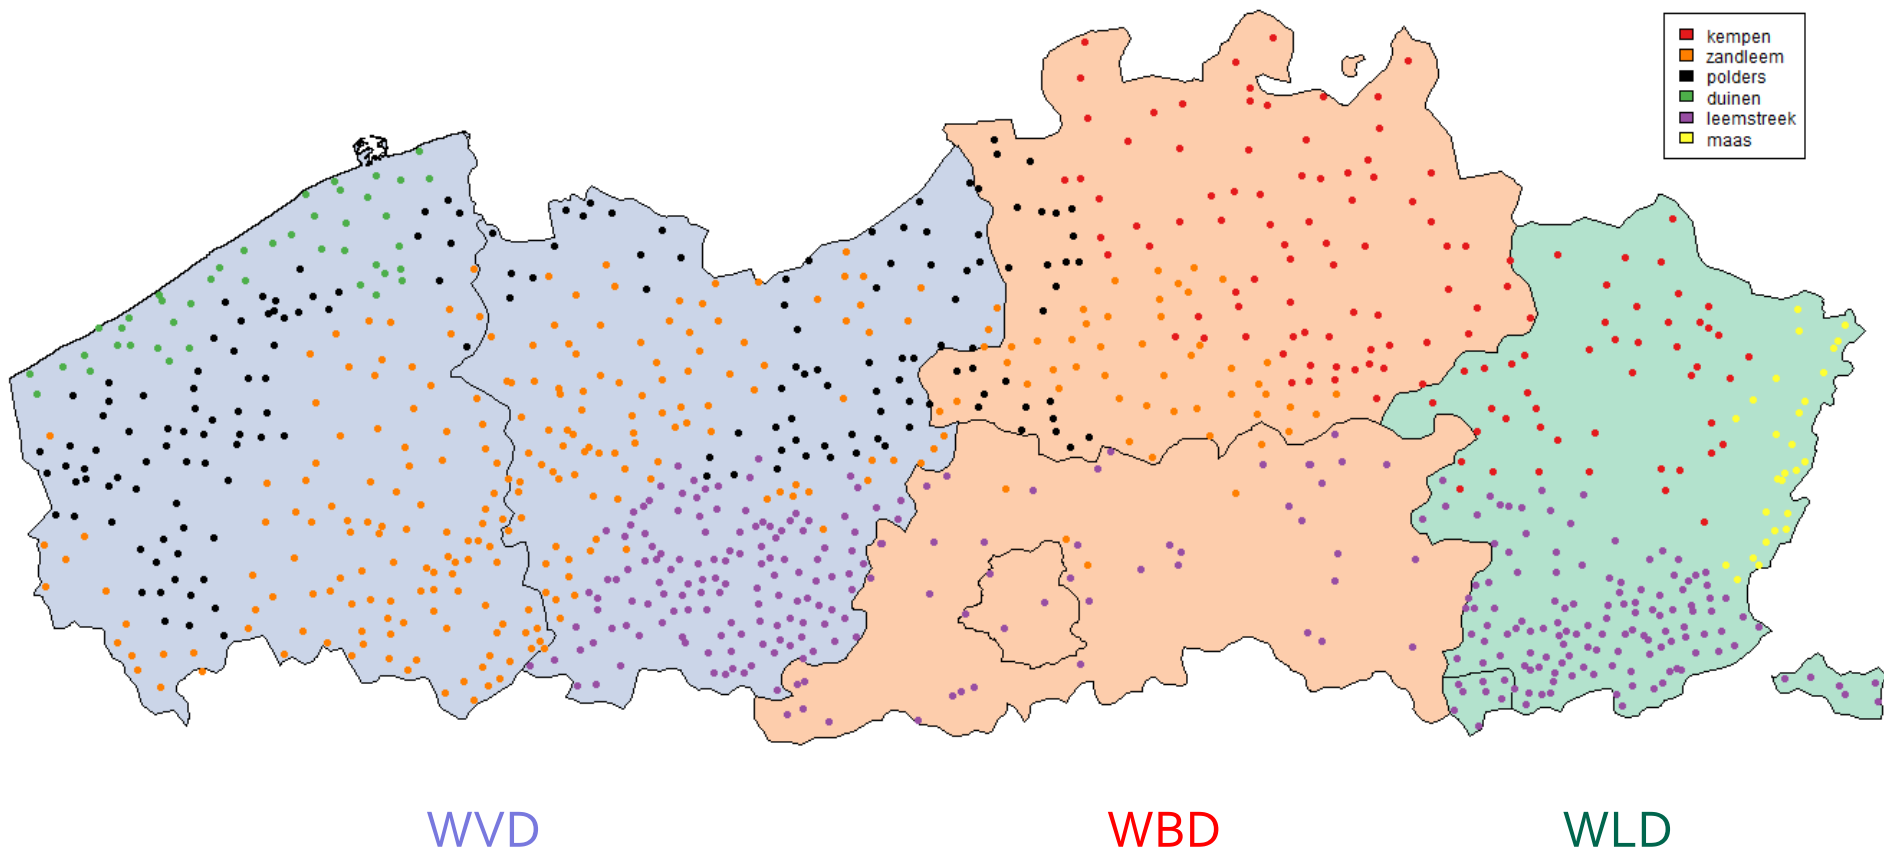 kempen
zandleem
polders
duinen
leemstreek
maas
WVD
WBD
WLD